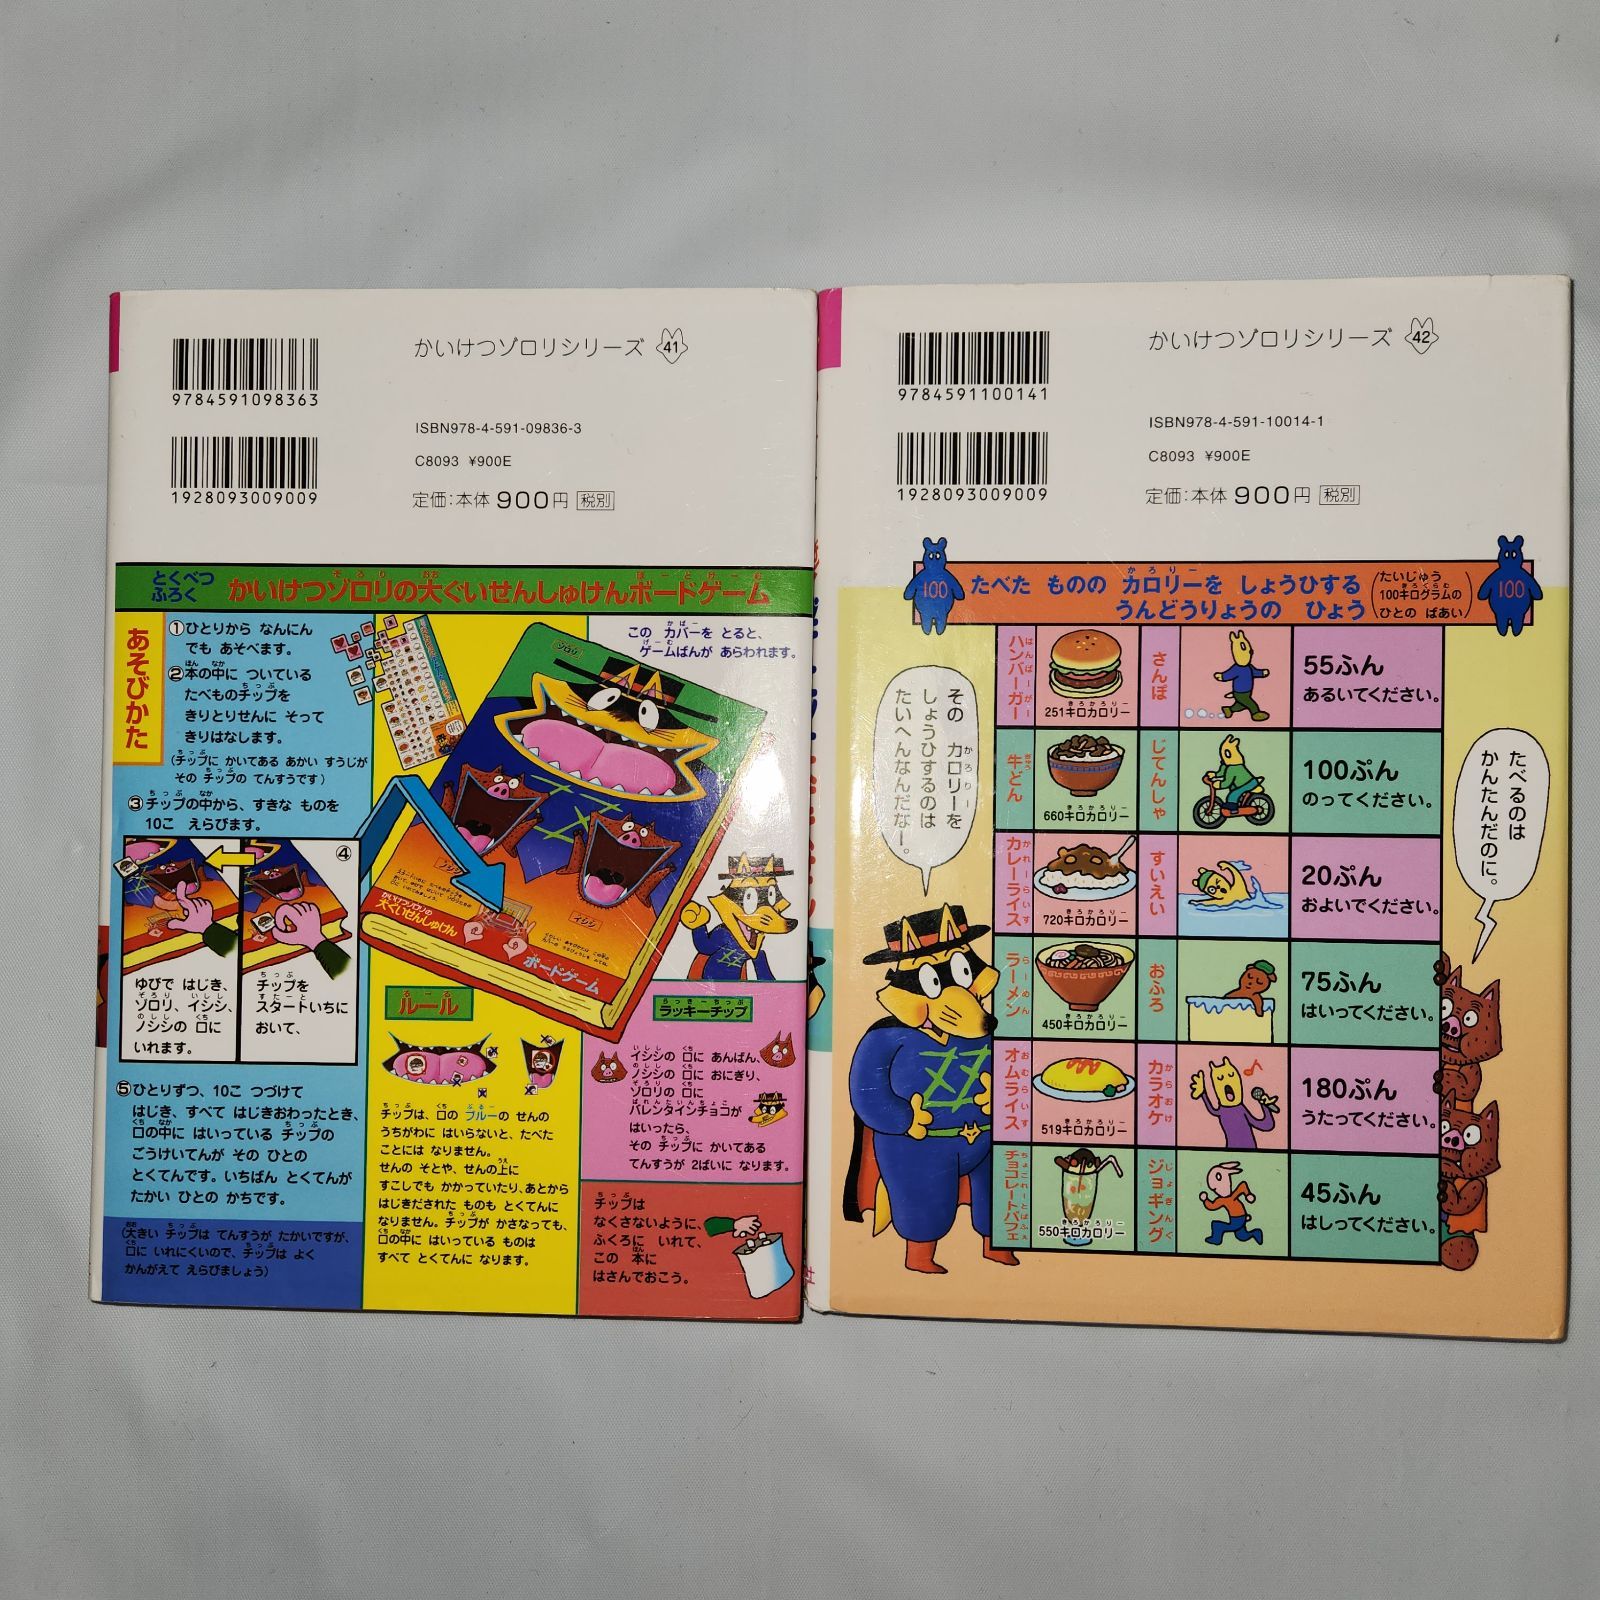 9784591098363
1928093009009
かいけつゾロリシリーズ 41
ISBN978-4-591-09836-3
C8093 ¥900E
定価:本体900円 税別
とくべつ
ふろく
かいけつゾロリの大ぐいせんしゅけんボードゲーム
あそびかた
①ひとりから なんにん
でも あそべます。
②本の中に ついている
たべものチップを
きりとりせんに そって
きりはなします。
(チップに かいてある あかい すうじが
その チップの てんすうです)
③チップの中から、すきな ものを
10こ えらびます。
④
チップを
スタートいちに
おいて、
ゆびで はじき、
ゾロリ、イシシ、
ノシシの 口に
いれます。
⑤ひとりずつ、10こ つづけて
はじき、すべて はじきおわったとき、
口の中に はいっている チップの
ごうけいてんが その ひとの
とくてんです。いちばん とくてんが
たかい ひとの かちです。
(大きい チップは てんすうが たかいですが、
口に いれにくいので、チップは よく
かんがえて えらびましょう)
この カバーを とると、
ゲームばんが あらわれます。
ゾロリ
イシシ
かいけつゾロリの
大ぐいせんしゅけん
ボードゲーム
ルール
チップは、口の ブルーの せんの
うちがわに はいらないと、たべた
ことには なりません。
せんの そとや、せんの上に
すこしでも かかっていたり、あとから
はじきだされた ものも とくてんに
なりません。チップが かさなっても、
口の中に はいっている ものは
すべて とくてんに なります。
ラッキーチップ
イシシの 口に あんぱん、
ノシシの 口に おにぎり、
ゾロリの 口に
バレンタインチョコが
はいったら、
その チップに かいてある
てんすうが 2ばいに なります。
チップは
なくさないように、
ふくろに いれて、
この 本に
はさんでおこう。
9784591100141
1928093009009
かいけつゾロリシリーズ 42
ISBN978-4-591-10014-1
C8093 ¥900E
定価:本体900円 税別
100
たべた ものの カロリーを しょうひする
うんどうりょうの ひょう
(たいじゅう
100キログラムの
ひとの ばあい)
100
その カロリーを
しょうひするのは
たいへんなんだなー。
たべるのは
かんたんだのに。
ハンバーガー
251キロカロリー
さんぽ
55ふん
あるいてください。
牛どん
660キロカロリー
じてんしゃ
100ぷん
のってください。
カレーライス
720キロカロリー
すいえい
20ぷん
およいでください。
ラーメン
450キロカロリー
おふろ
75ふん
はいってください。
オムライス
519キロカロリー
カラオケ
180ぷん
うたってください。
チョコレートパフェ
550キロカロリー
ジョギング
45ふん
はしってください。